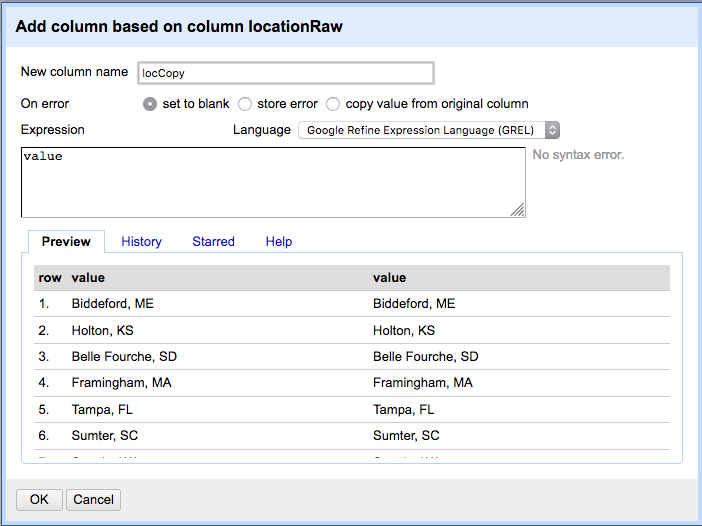 Add column based on column locationRaw
New column name locCopy
On error set to blank store error copy value from original column
Expression Language Google Refine Expression Language (GREL)
value No syntax error.
Preview History Starred Help
row value value
1. Biddeford, ME Biddeford, ME
2. Holton, KS Holton, KS
3. Belle Fourche, SD Belle Fourche, SD
4. Framingham, MA Framingham, MA
5. Tampa, FL Tampa, FL
6. Sumter, SC Sumter, SC
OK Cancel